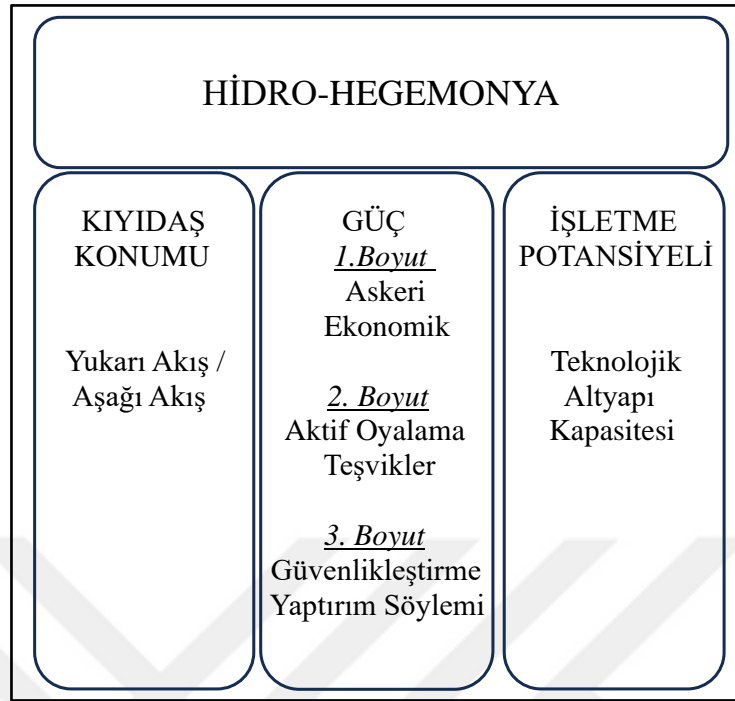 HİDRO-HEGEMONYA
KIYIDAŞ
KONUMU
Yukarı Akış /
Aşağı Akış
GÜÇ
1.Boyut
Askeri
Ekonomik
2. Boyut
Aktif Oyalama
Teşvikler
3. Boyut
Güvenlikleştirme
Yaptırım Söylemi
İŞLETME
POTANSİYELİ
Teknolojik
Altyapı
Kapasitesi